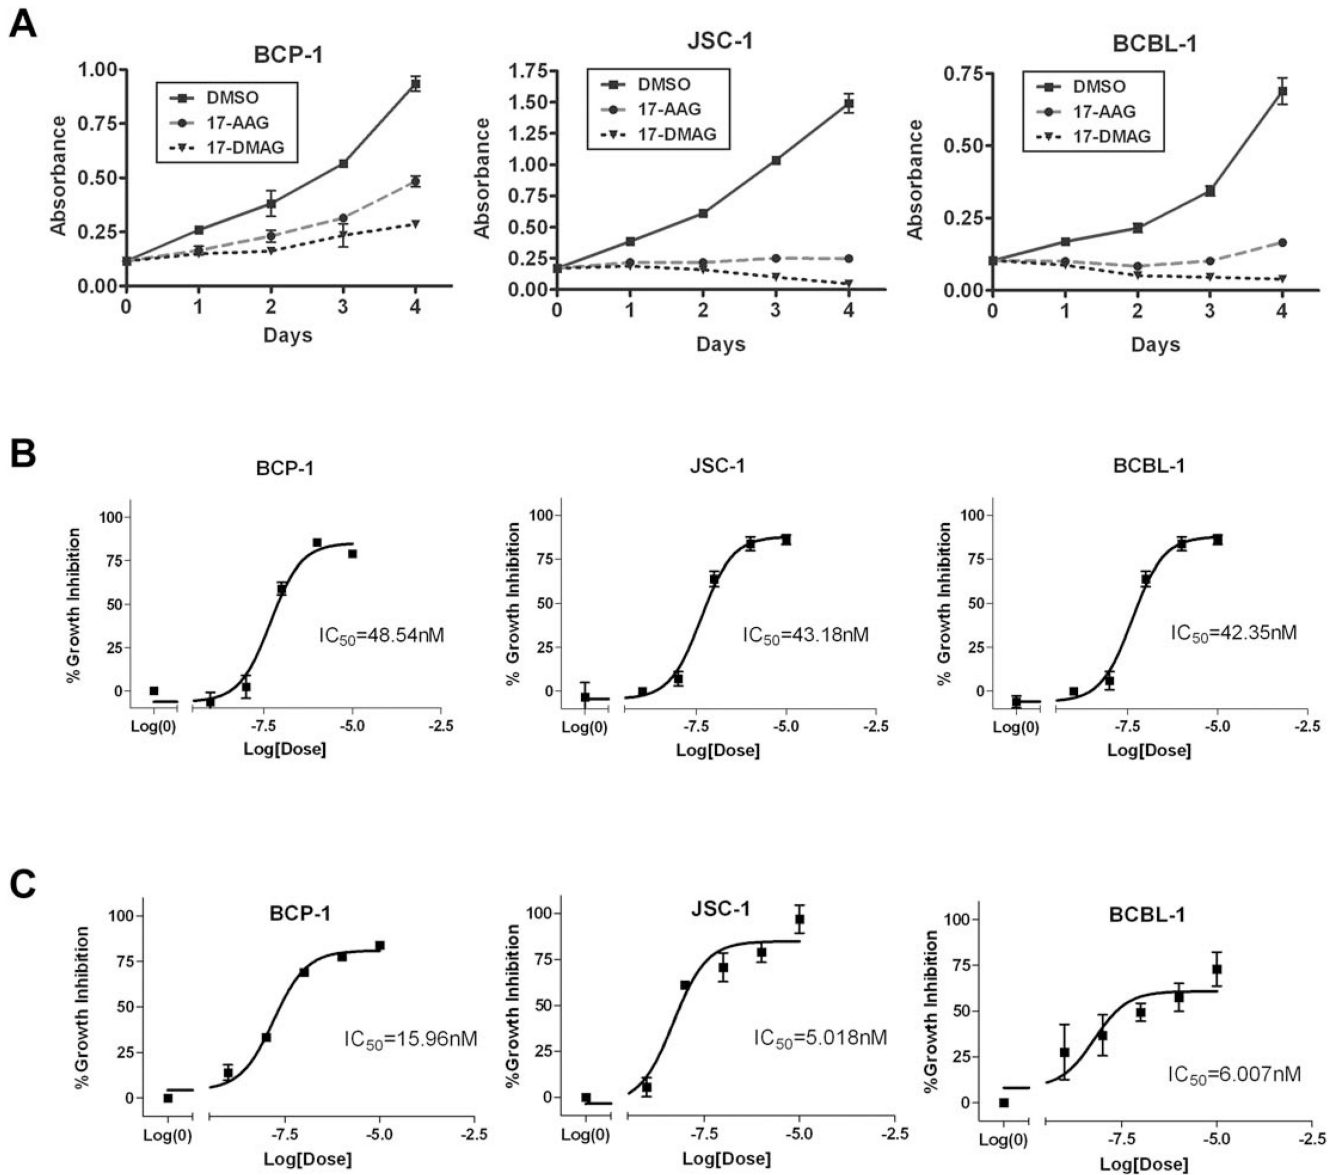 A
BCP-1
1.00
0.75
0.50
0.25
0.00
Absorbance
DMSO
17-AAG
17-DMAG
0 1 2 3 4
Days
JSC-1
1.75
1.50
1.25
1.00
0.75
0.50
0.25
0.00
Absorbance
DMSO
17-AAG
17-DMAG
0 1 2 3 4
Days
BCBL-1
0.75
0.50
0.25
0.00
Absorbance
DMSO
17-AAG
17-DMAG
0 1 2 3 4
Days
B
BCP-1
100
75
50
25
0
% Growth Inhibition
IC50=48.54nM
Log(0) -7.5 -5.0 -2.5
Log[Dose]
JSC-1
100
75
50
25
0
% Growth Inhibition
IC50=43.18nM
Log(0) -7.5 -5.0 -2.5
Log[Dose]
BCBL-1
100
75
50
25
0
% Growth Inhibition
IC50=42.35nM
Log(0) -7.5 -5.0 -2.5
Log[Dose]
C
BCP-1
100
75
50
25
0
%Growth Inhibition
IC50=15.96nM
Log(0) -7.5 -5.0 -2.5
Log[Dose]
JSC-1
100
75
50
25
0
%Growth Inhibition
IC50=5.018nM
Log(0) -7.5 -5.0 -2.5
Log[Dose]
BCBL-1
100
75
50
25
0
%Growth Inhibition
IC50=6.007nM
Log(0) -7.5 -5.0 -2.5
Log[Dose]